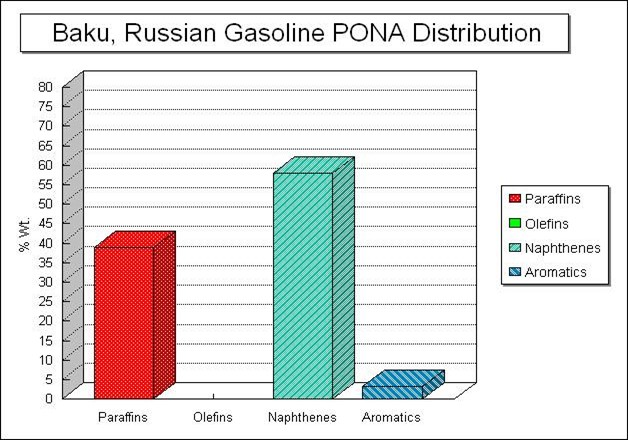 Baku, Russian Gasoline PONA Distribution
80
75
70
65
60
55
50
45
40
35
30
25
20
15
10
5
0
% Wt.
Paraffins
Olefins
Naphthenes
Aromatics
Paraffins
Olefins
Naphthenes
Aromatics